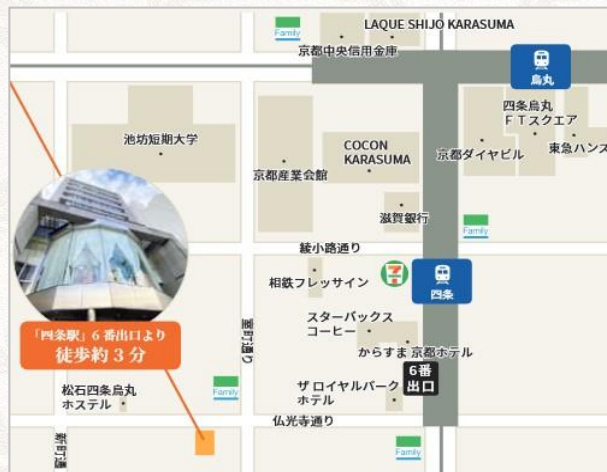 LAQUE SHIJO KARASUMA
Family
京都中央信用金庫
烏丸
四条烏丸
FTスクエア
池坊短期大学
COCON
KARASUMA
京都ダイヤビル
東急ハンズ
京都産業会館
滋賀銀行
Family
綾小路通り
相鉄フレッサイン
7
四条
スターバックス
コーヒー
からすま 京都ホテル
「四条駅」6番出口より
徒歩約3分
室町通り
6番
出口
松石四条烏丸
ホステル
Family
ザ ロイヤルパーク
ホテル
仏光寺通り
新町通
Family